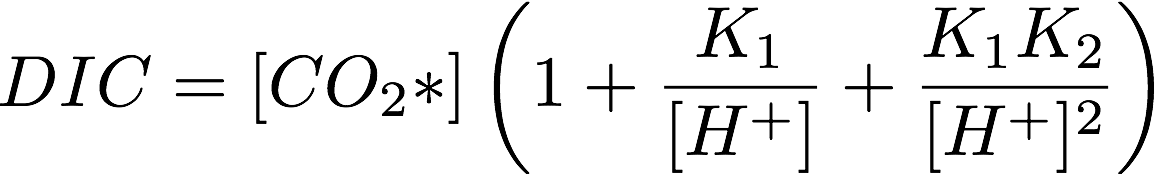 DIC = [CO₂*] (1 + K₁/[H⁺] + K₁K₂/[H⁺]²)